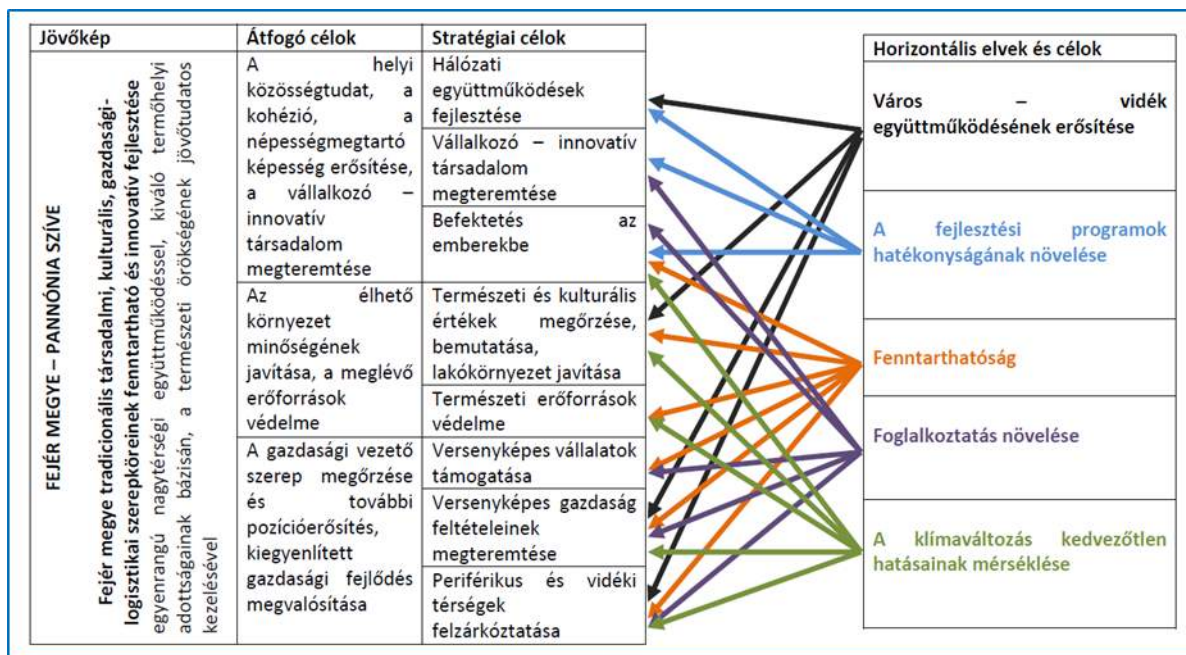 Jövőkép
FEJÉR MEGYE – PANNÓNIA SZÍVE
Fejér megye tradicionális társadalmi, kulturális, gazdasági-
logisztikai szerepköreinek fenntartható és innovatív fejlesztése
egyenrangú nagytérségi együttműködéssel, kiváló termőhelyi
adottságainak bázisán, a természeti örökségének jövőtudatos
kezelésével
Átfogó célok
A helyi
közösségtudat, a
kohézió, a
népességmegtartó
képesség erősítése,
a vállalkozó –
innovatív
társadalom
megteremtése
Az élhető
környezet
minőségének
javítása, a meglévő
erőforrások
védelme
A gazdasági vezető
szerep megőrzése
és további
pozícióerősítés,
kiegyenlített
gazdasági fejlődés
megvalósítása
Stratégiai célok
Hálózati
együttműködések
fejlesztése
Vállalkozó – innovatív
társadalom
megteremtése
Befektetés az
emberekbe
Természeti és kulturális
értékek megőrzése,
bemutatása,
lakókörnyezet javítása
Természeti erőforrások
védelme
Versenyképes vállalatok
támogatása
Versenyképes gazdaság
feltételeinek
megteremtése
Periférikus és vidéki
térségek
felzárkóztatása
Horizontális elvek és célok
Város – vidék
együttműködésének erősítése
A fejlesztési programok
hatékonyságának növelése
Fenntarthatóság
Foglalkoztatás növelése
A klímaváltozás kedvezőtlen
hatásainak mérséklése